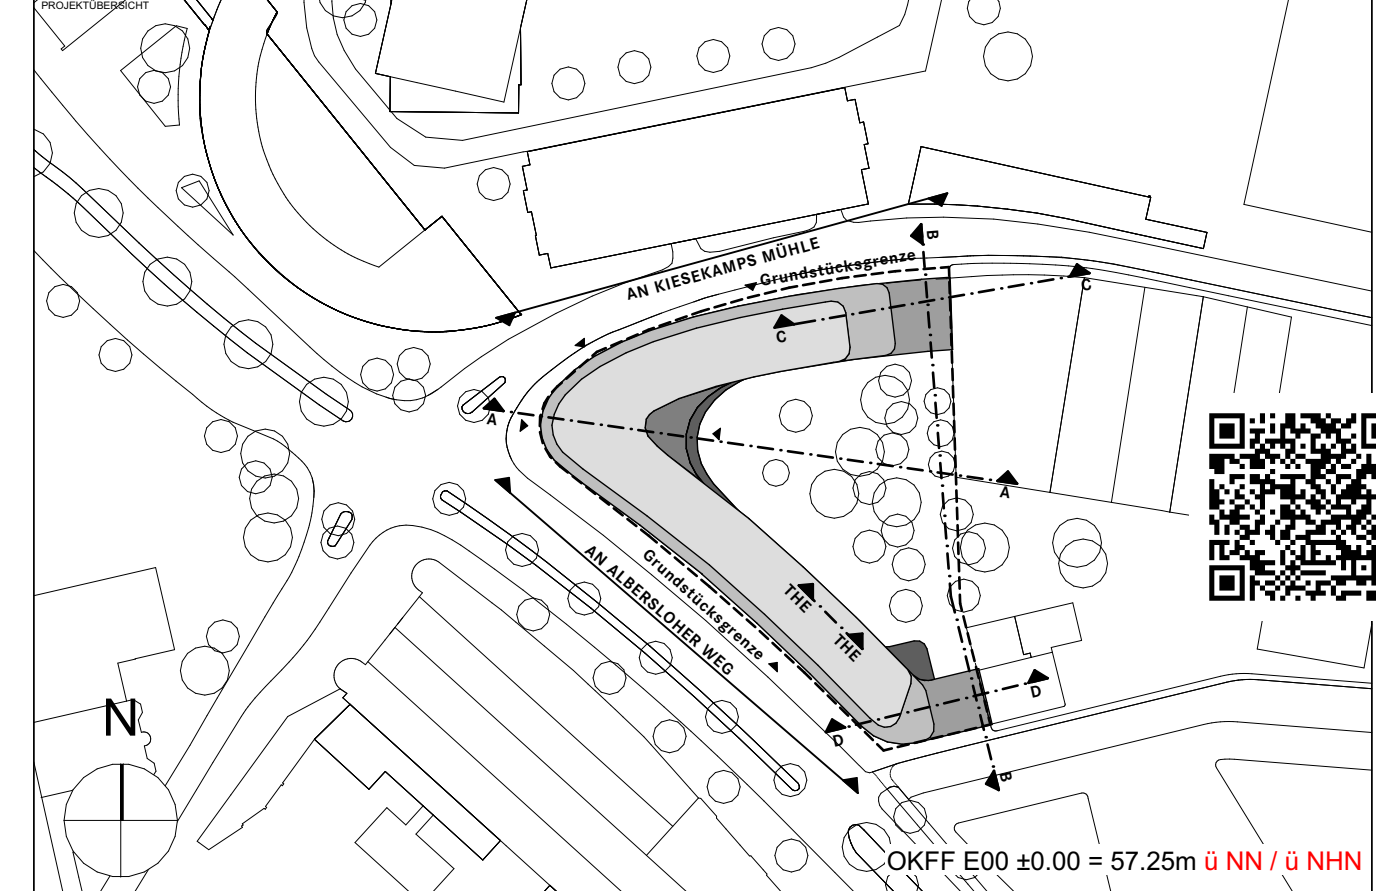 PROJEKTÜBERSICHT
B
AN KIESEKAMPS MÜHLE
Grundstücksgrenze
C
C
A
A
Grundstücksgrenze
AN ALBERSLOHER WEG
THE
THE
D
D
N
B
OKFF E00 ±0.00 = 57.25m ü NN / ü NHN